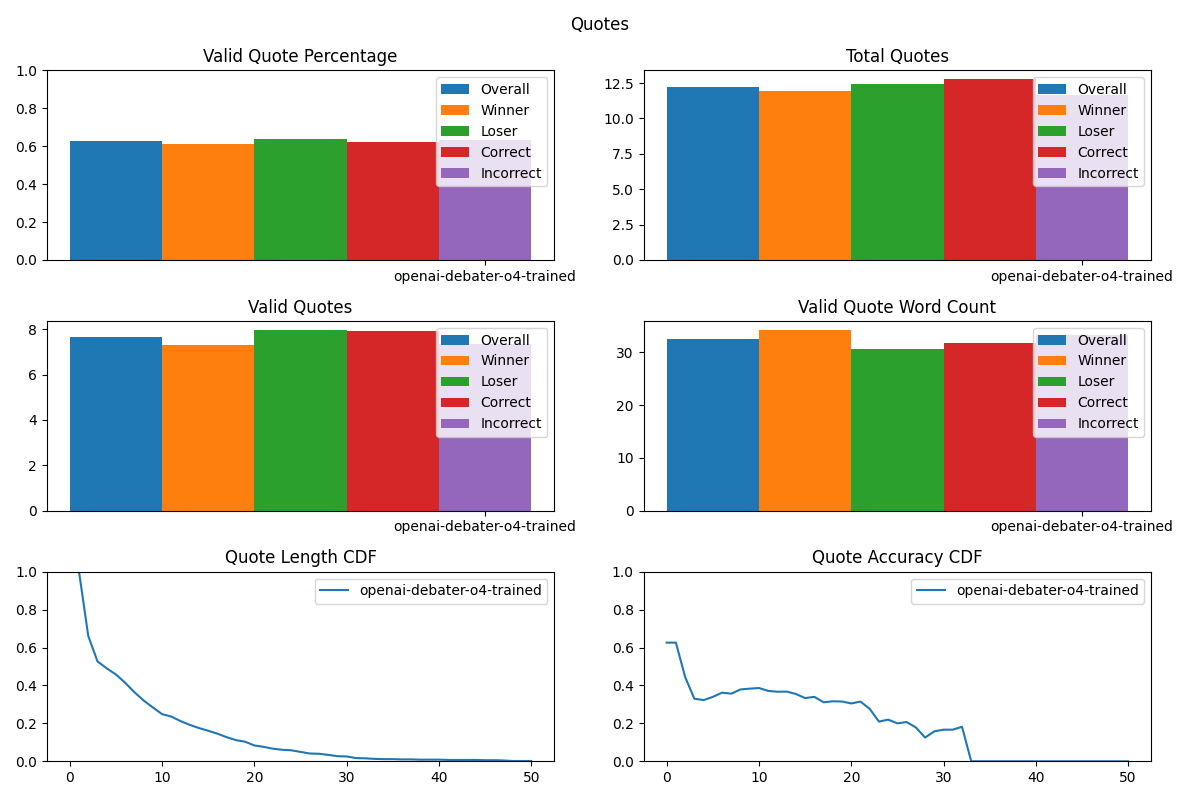 Quotes
Valid Quote Percentage
1.0
0.8
0.6
0.4
0.2
0.0
Overall
Winner
Loser
Correct
Incorrect
openai-debater-o4-trained
Total Quotes
12.5
10.0
7.5
5.0
2.5
0.0
Overall
Winner
Loser
Correct
Incorrect
openai-debater-o4-trained
Valid Quotes
8
6
4
2
0
Overall
Winner
Loser
Correct
Incorrect
openai-debater-o4-trained
Valid Quote Word Count
30
20
10
0
Overall
Winner
Loser
Correct
Incorrect
openai-debater-o4-trained
Quote Length CDF
1.0
0.8
0.6
0.4
0.2
0.0
openai-debater-o4-trained
0 10 20 30 40 50
Quote Accuracy CDF
1.0
0.8
0.6
0.4
0.2
0.0
openai-debater-o4-trained
0 10 20 30 40 50